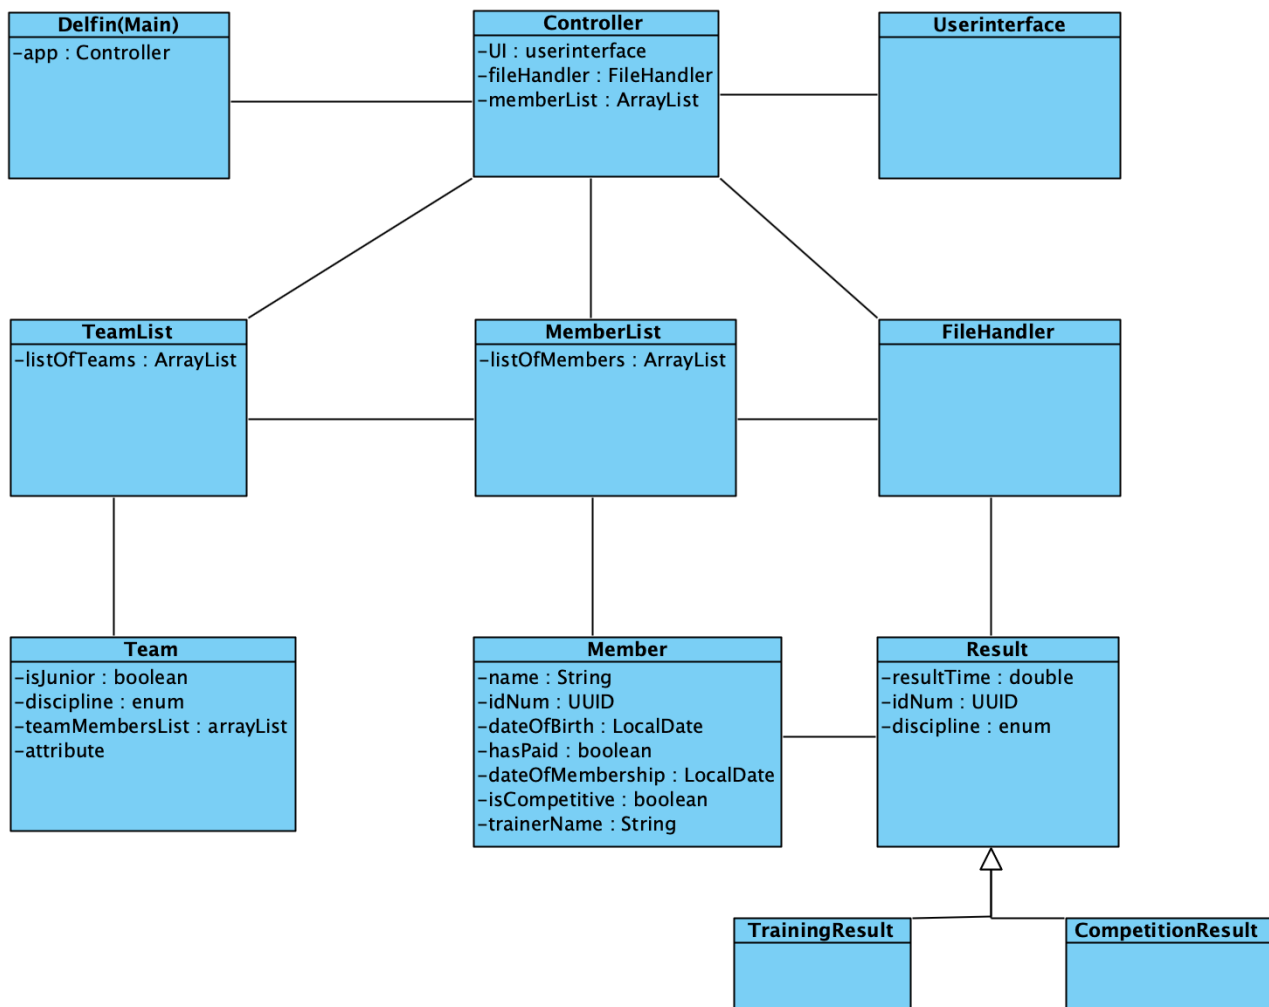 Delfin(Main)
-app : Controller
Controller
-UI : userinterface
-fileHandler : FileHandler
-memberList : ArrayList
Userinterface
TeamList
-listOfTeams : ArrayList
MemberList
-listOfMembers : ArrayList
FileHandler
Team
-isJunior : boolean
-discipline : enum
-teamMembersList : arrayList
-attribute
Member
-name : String
-idNum : UUID
-dateOfBirth : LocalDate
-hasPaid : boolean
-dateOfMembership : LocalDate
-isCompetitive : boolean
-trainerName : String
Result
-resultTime : double
-idNum : UUID
-discipline : enum
TrainingResult
CompetitionResult